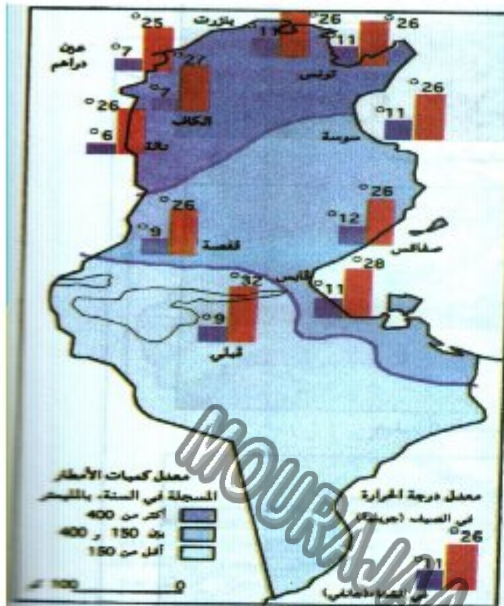 بنزرت
°26
°11
°26
°11
تونس
°25
°7
عين
دراهم
°27
°7
الكاف
°26
°6
تالة
°26
°11
سوسة
°26
°9
قفصة
°26
°12
صفاقس
قابس
°28
°11
°32
°9
قبلي
معدل كميات الأمطار
المسجلة في السنة، بالمليمتر
أكثر من 400
بين 150 و 400
أقل من 150
0 100 كم
معدل درجة الحرارة
في الصيف (جويلية)
°26
°11
في الشتاء (جانفي)
MOURAJ